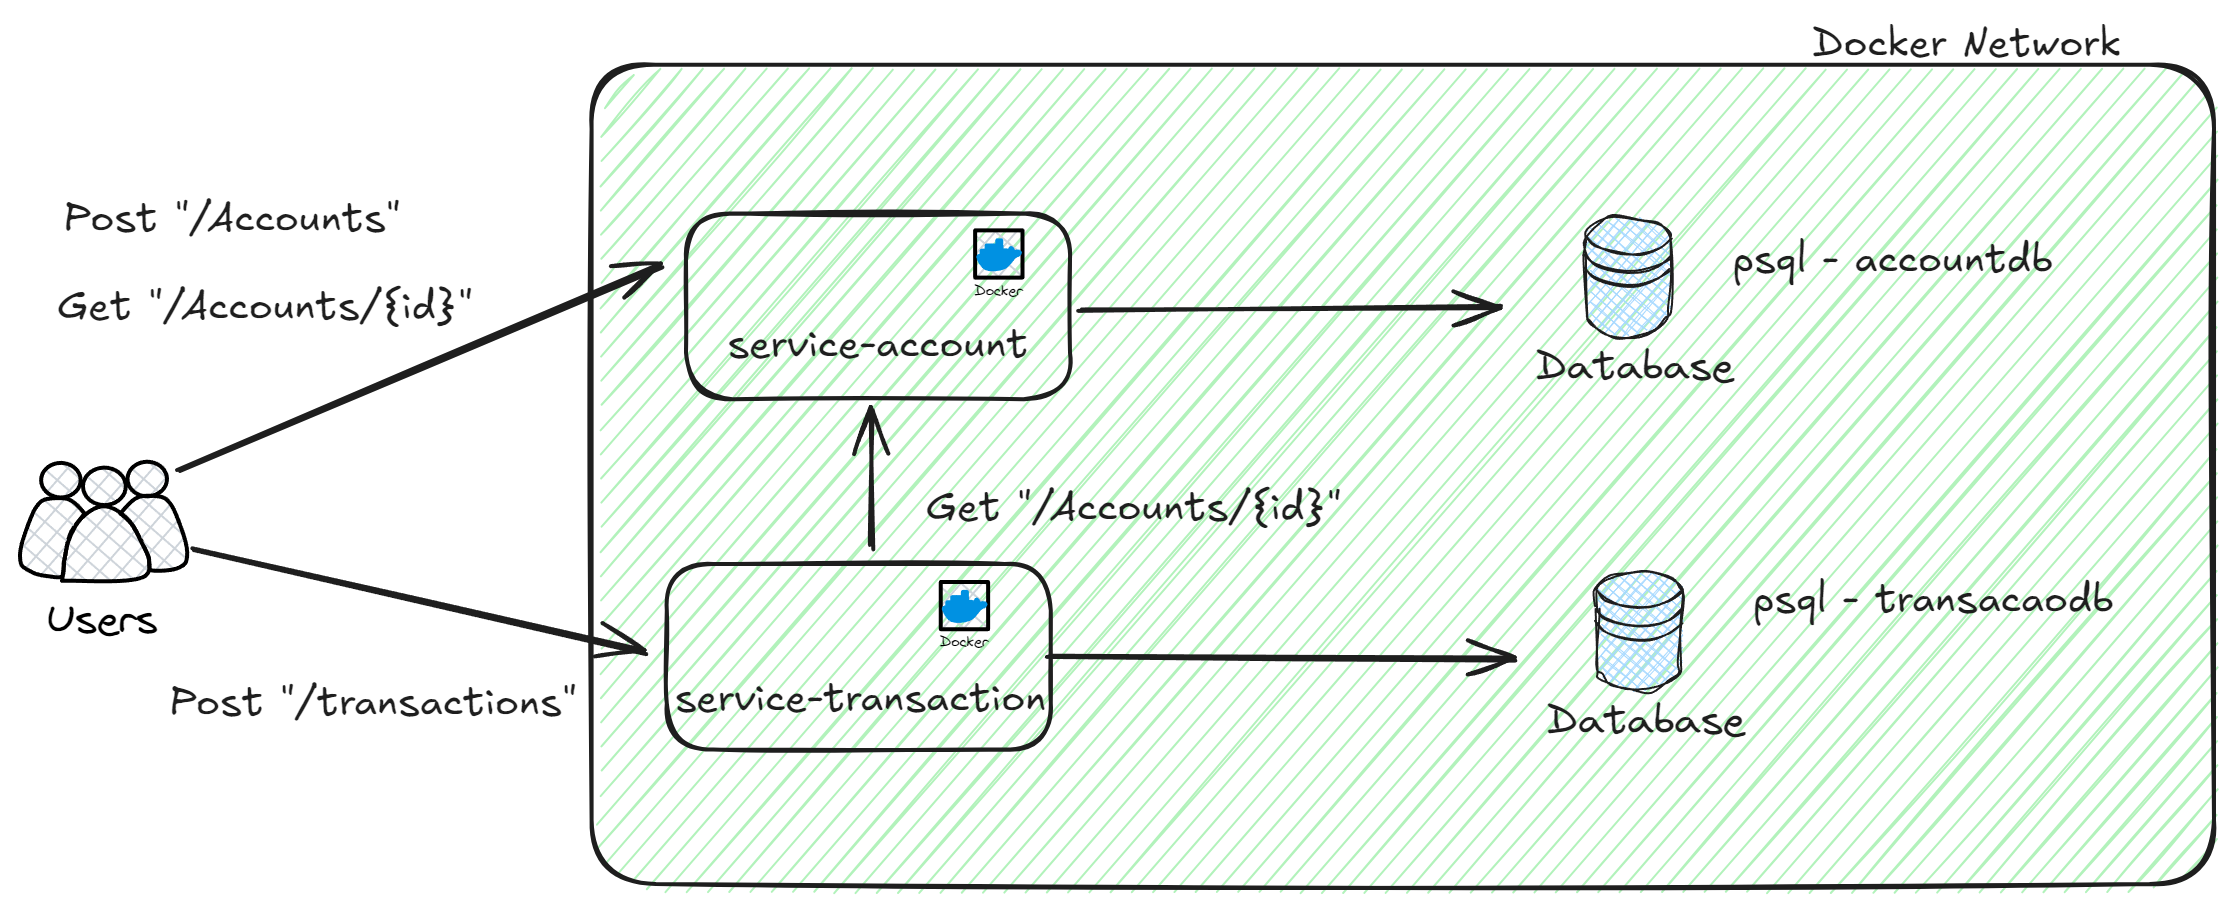 Docker Network
Post "/Accounts"
Get "/Accounts/{id}"
Docker
service-account
psql - accountdb
Database
Get "/Accounts/{id}"
Users
Post "/transactions"
Docker
service-transaction
psql - transacaodb
Database